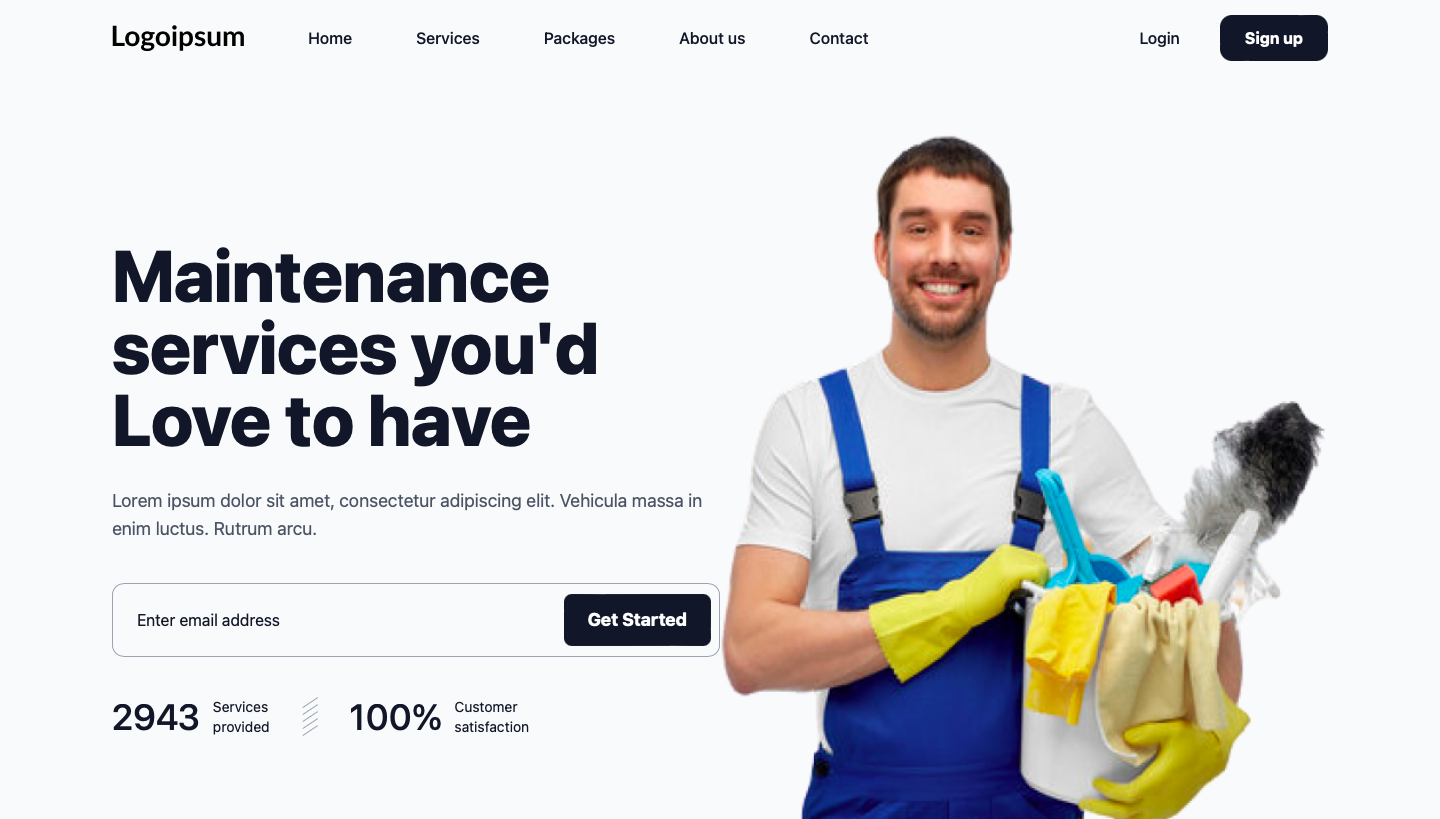 Logoipsum
Home
Services
Packages
About us
Contact
Login
Sign up
Maintenance
services you'd
Love to have
Lorem ipsum dolor sit amet, consectetur adipiscing elit. Vehicula massa in
enim luctus. Rutrum arcu.
Enter email address
Get Started
2943
Services
provided
100%
Customer
satisfaction